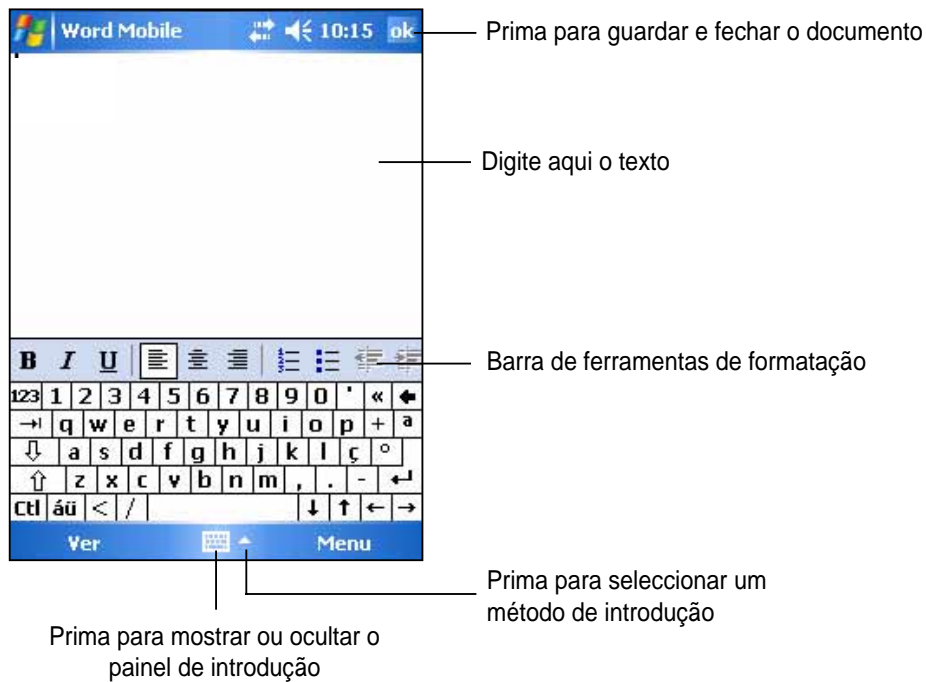 Word Mobile 10:15 ok
Prima para guardar e fechar o documento
Digite aqui o texto
B I U
Barra de ferramentas de formatação
123 1 2 3 4 5 6 7 8 9 0 ' « 
q w e r t y u i o p + ª
a s d f g h j k l ç º
z x c v b n m , . -
Ctl áü < / ↓ ↑ ← →
Ver Menu
Prima para seleccionar um
método de introdução
Prima para mostrar ou ocultar o
painel de introdução